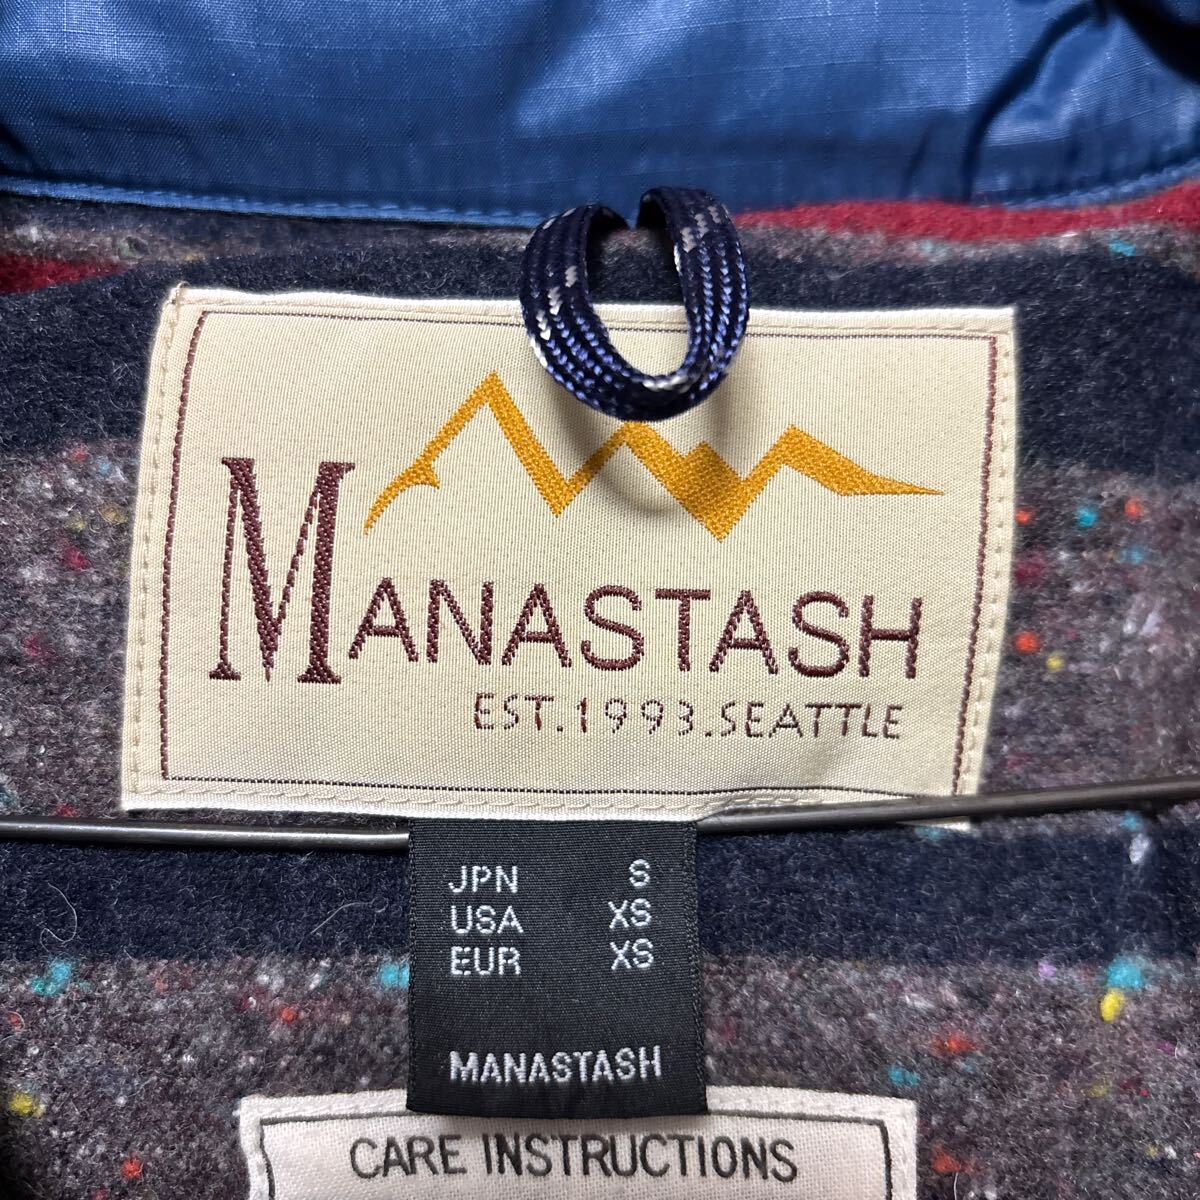 MANASTASH
EST.1993.SEATTLE
JPN S
USA XS
EUR XS
MANASTASH
CARE INSTRUCTIONS